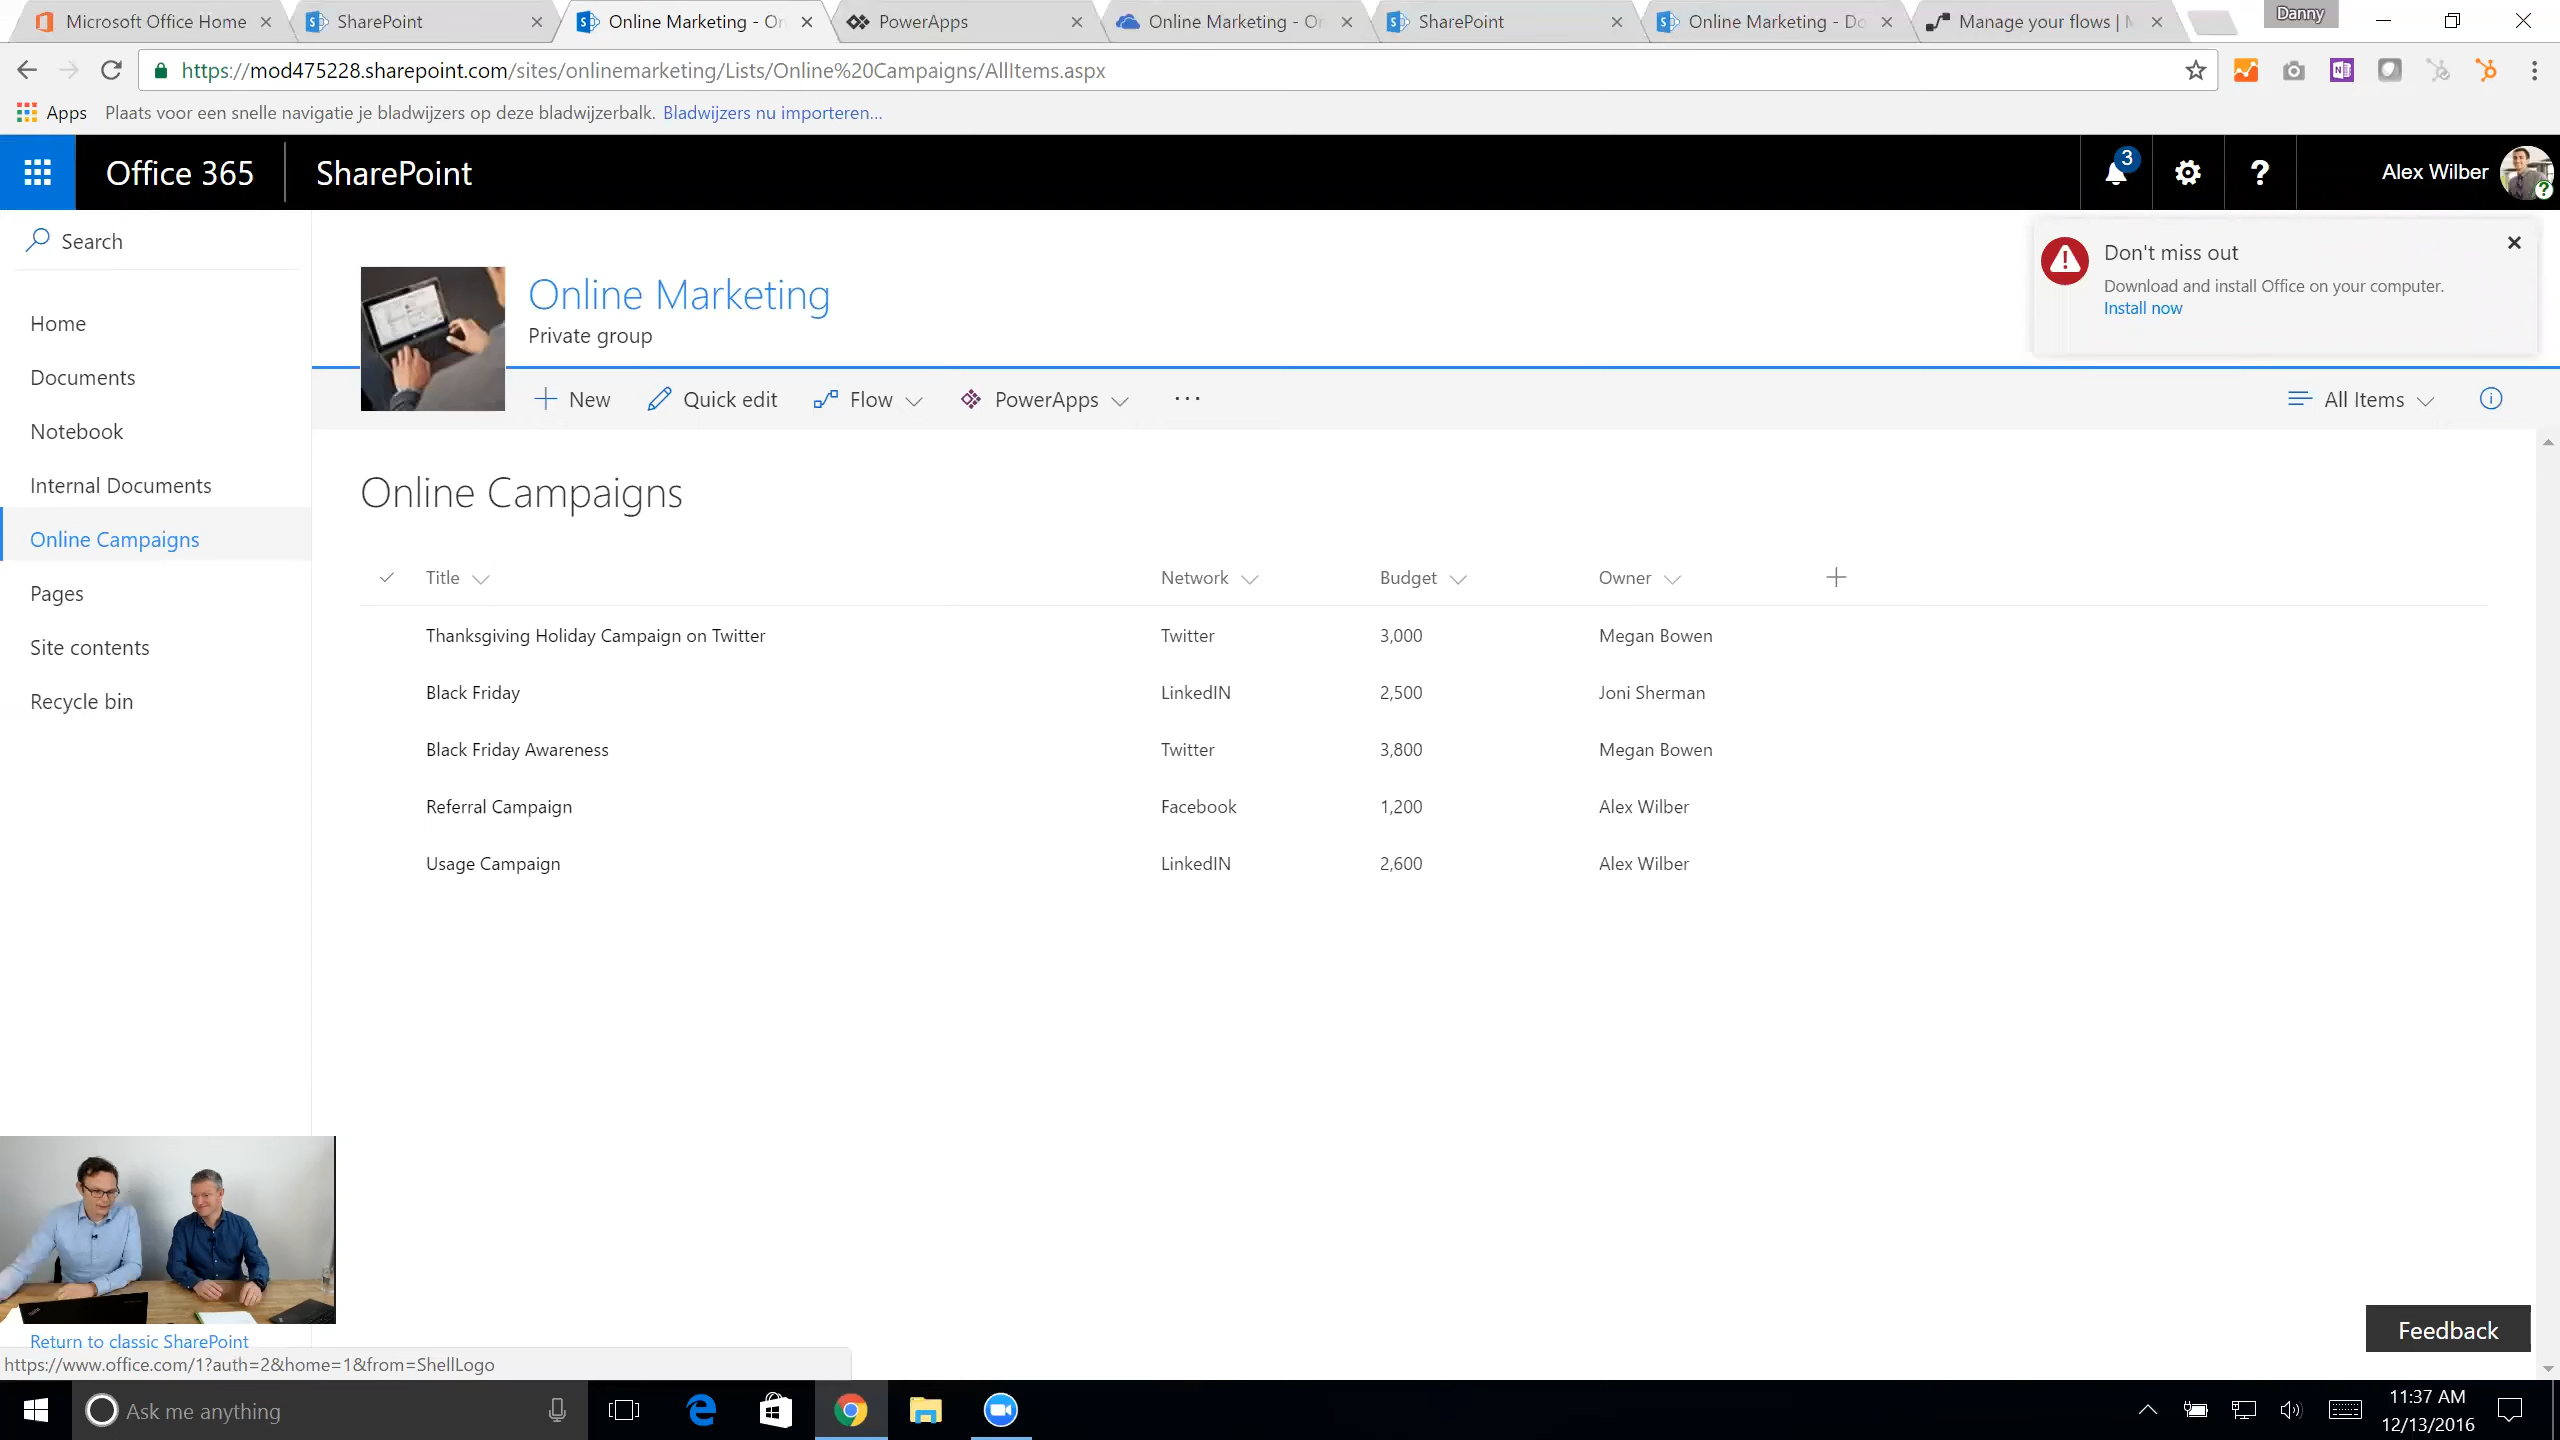 Microsoft Office Home
SharePoint
Online Marketing - On
PowerApps
Online Marketing - On
SharePoint
Online Marketing - Do
Manage your flows | M
Danny
https://mod475228.sharepoint.com/sites/onlinemarketing/Lists/Online%20Campaigns/AllItems.aspx
Apps
Plaats voor een snelle navigatie je bladwijzers op deze bladwijzerbalk. Bladwijzers nu importeren...
Office 365
SharePoint
3
?
Alex Wilber
Search
Home
Documents
Notebook
Internal Documents
Online Campaigns
Pages
Site contents
Recycle bin
Online Marketing
Private group
Don't miss out
Download and install Office on your computer.
Install now
New
Quick edit
Flow
PowerApps
...
All Items
Online Campaigns
Title Network Budget Owner
Thanksgiving Holiday Campaign on Twitter Twitter 3,000 Megan Bowen
Black Friday LinkedIN 2,500 Joni Sherman
Black Friday Awareness Twitter 3,800 Megan Bowen
Referral Campaign Facebook 1,200 Alex Wilber
Usage Campaign LinkedIN 2,600 Alex Wilber
Return to classic SharePoint
Feedback
https://www.office.com/1?auth=2&home=1&from=ShellLogo
Ask me anything
11:37 AM
12/13/2016